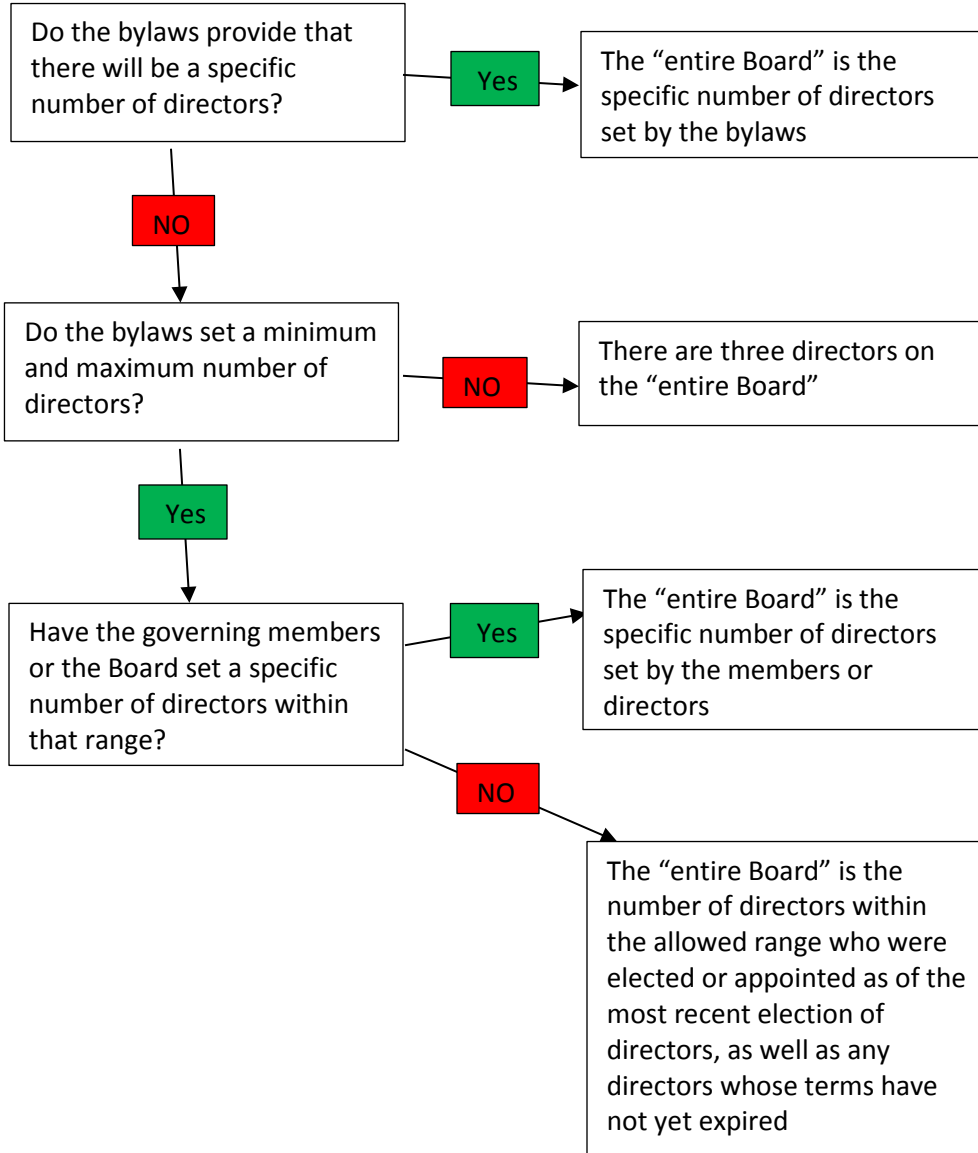 Do the bylaws provide that
there will be a specific
number of directors?
Yes
The “entire Board” is the
specific number of directors
set by the bylaws
NO
Do the bylaws set a minimum
and maximum number of
directors?
NO
There are three directors on
the “entire Board”
Yes
Have the governing members
or the Board set a specific
number of directors within
that range?
Yes
The “entire Board” is the
specific number of directors
set by the members or
directors
NO
The “entire Board” is the
number of directors within
the allowed range who were
elected or appointed as of the
most recent election of
directors, as well as any
directors whose terms have
not yet expired